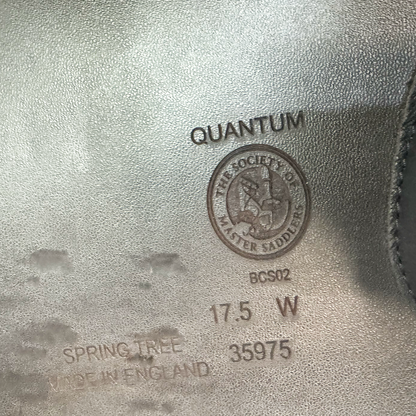 QUANTUM
THE SOCIETY OF
MASTER SADDLERS
BCS02
17.5 W
SPRING TREE 35975
MADE IN ENGLAND